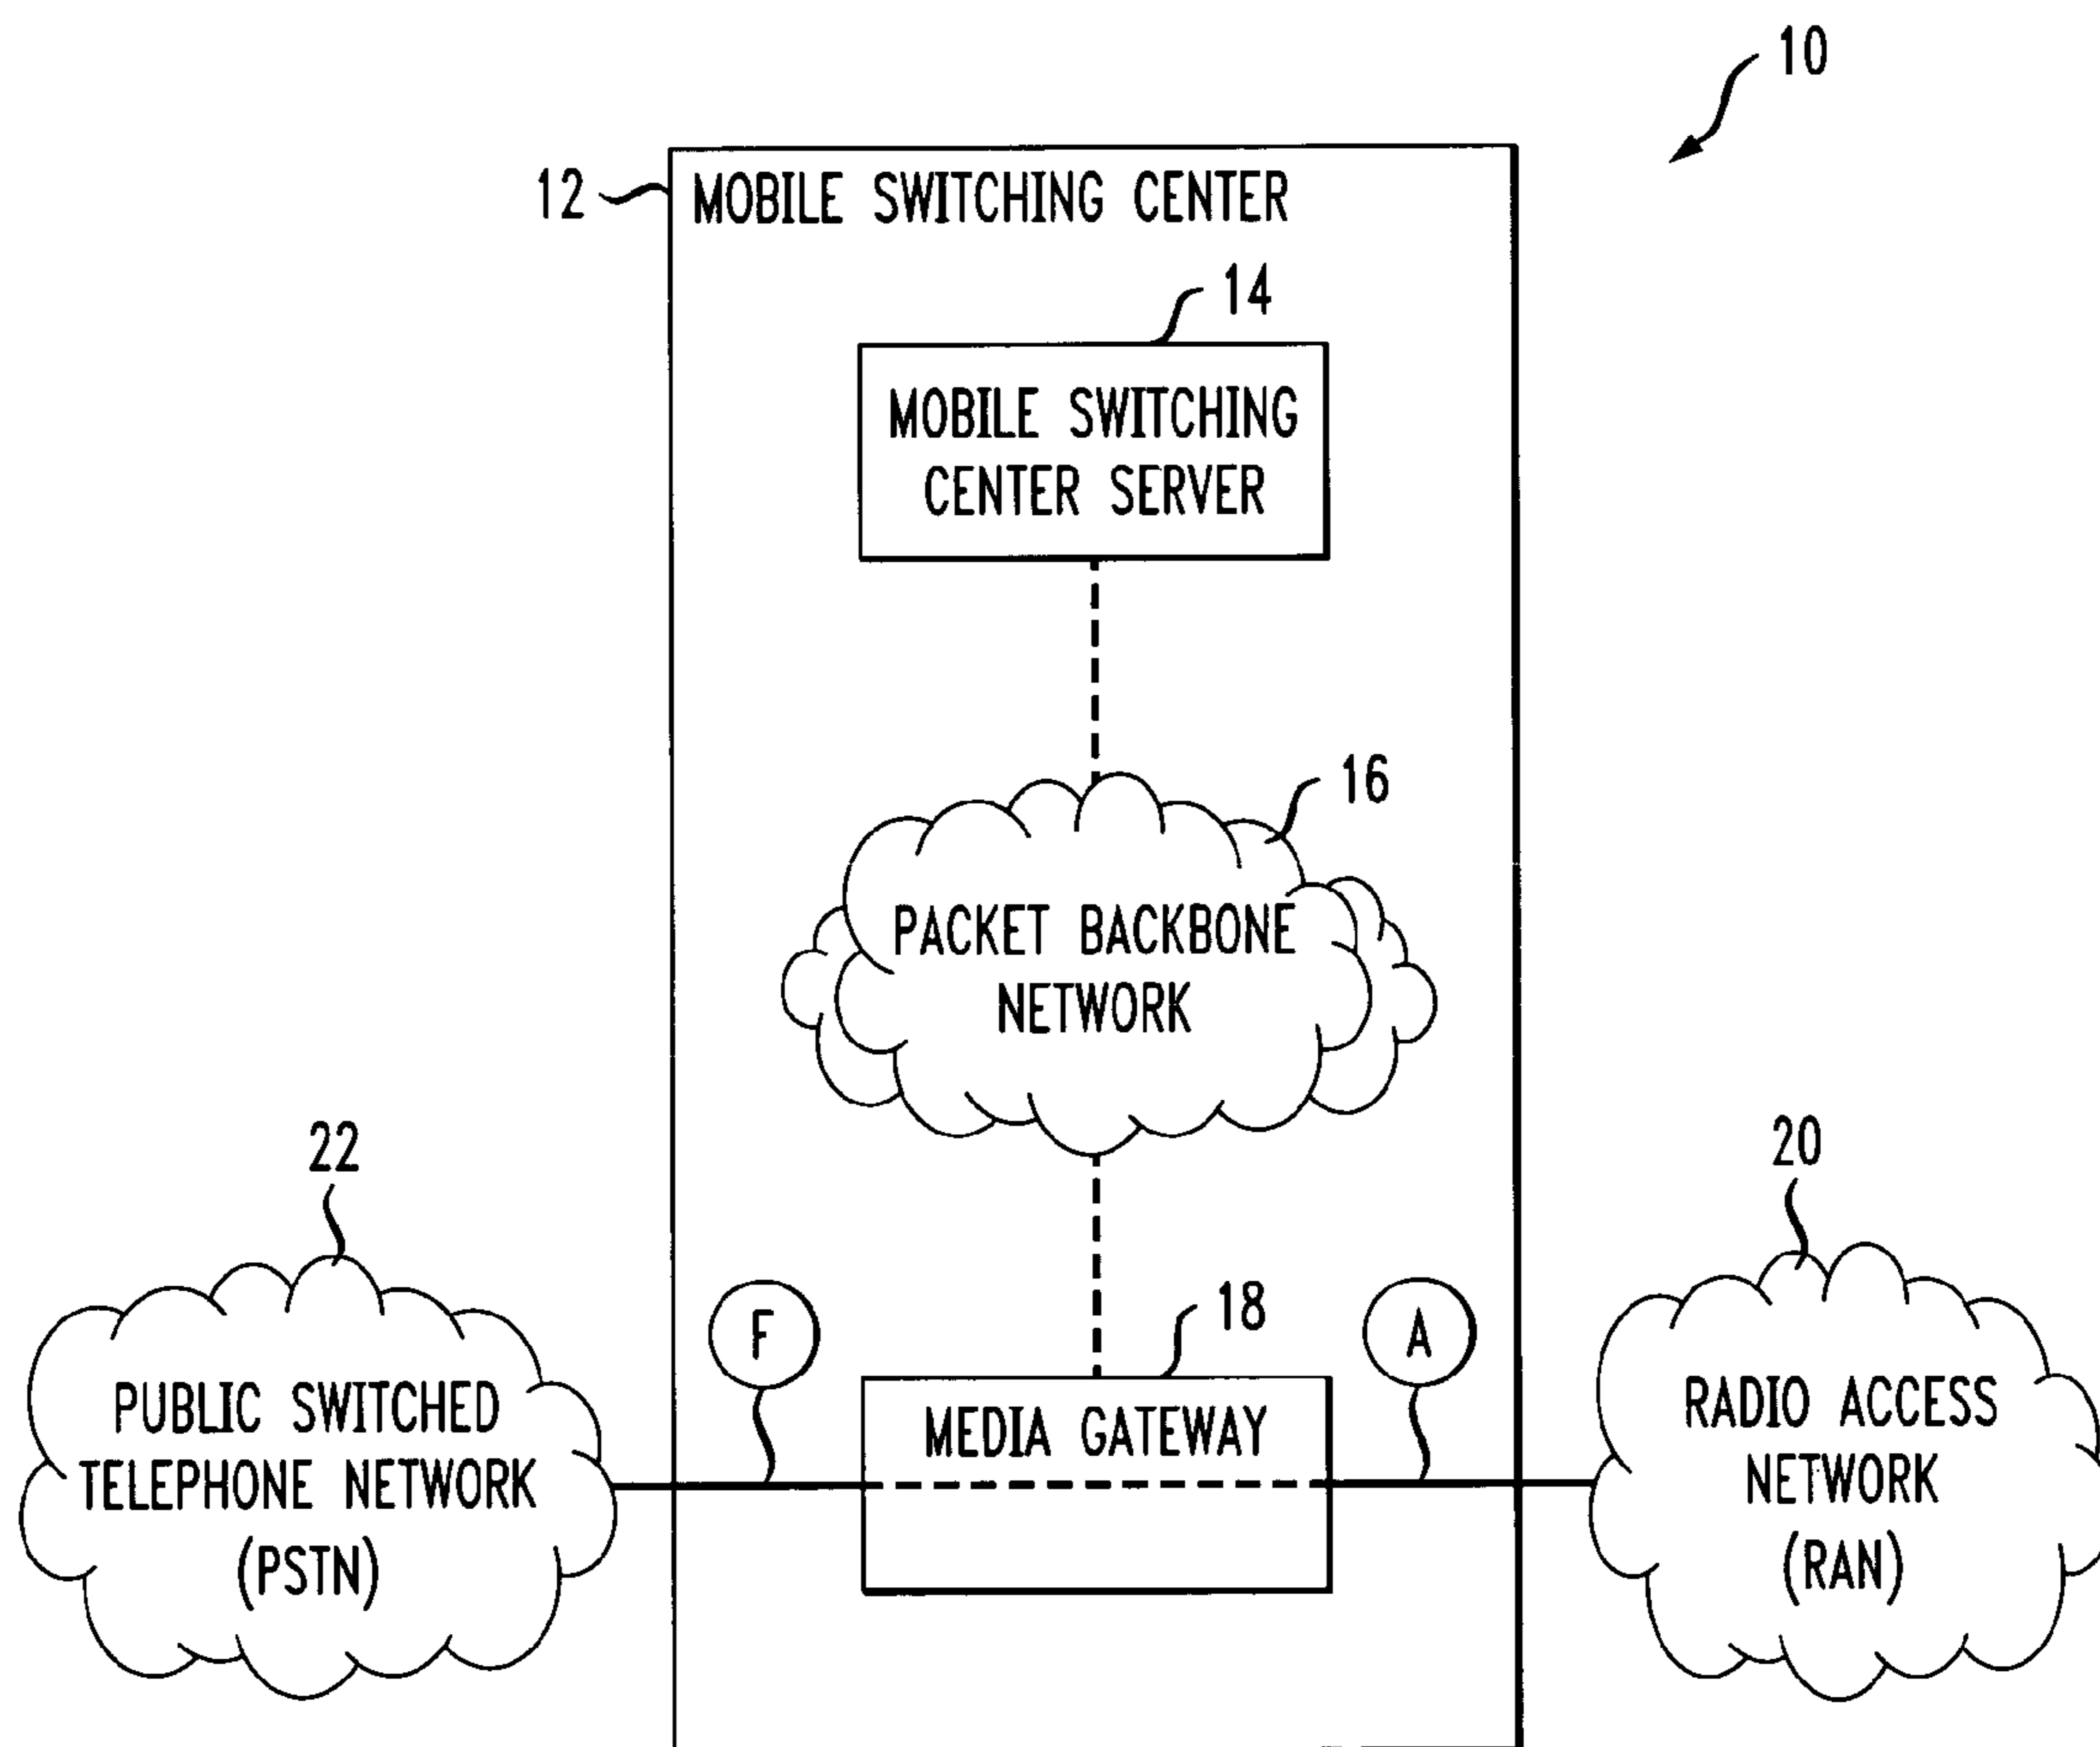 10
12
MOBILE SWITCHING CENTER
14
MOBILE SWITCHING
CENTER SERVER
16
PACKET BACKBONE
NETWORK
22
20
F
18
A
PUBLIC SWITCHED
TELEPHONE NETWORK
(PSTN)
MEDIA GATEWAY
RADIO ACCESS
NETWORK
(RAN)